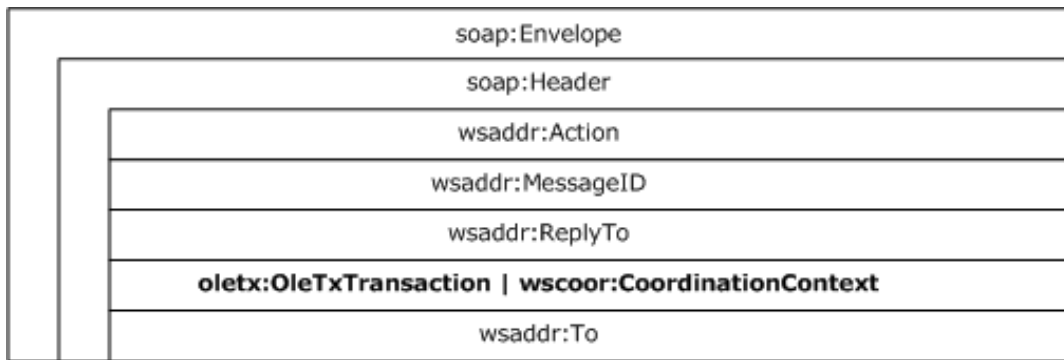 soap:Envelope
soap:Header
wsaddr:Action
wsaddr:MessageID
wsaddr:ReplyTo
oletx:OleTxTransaction | wscoor:CoordinationContext
wsaddr:To